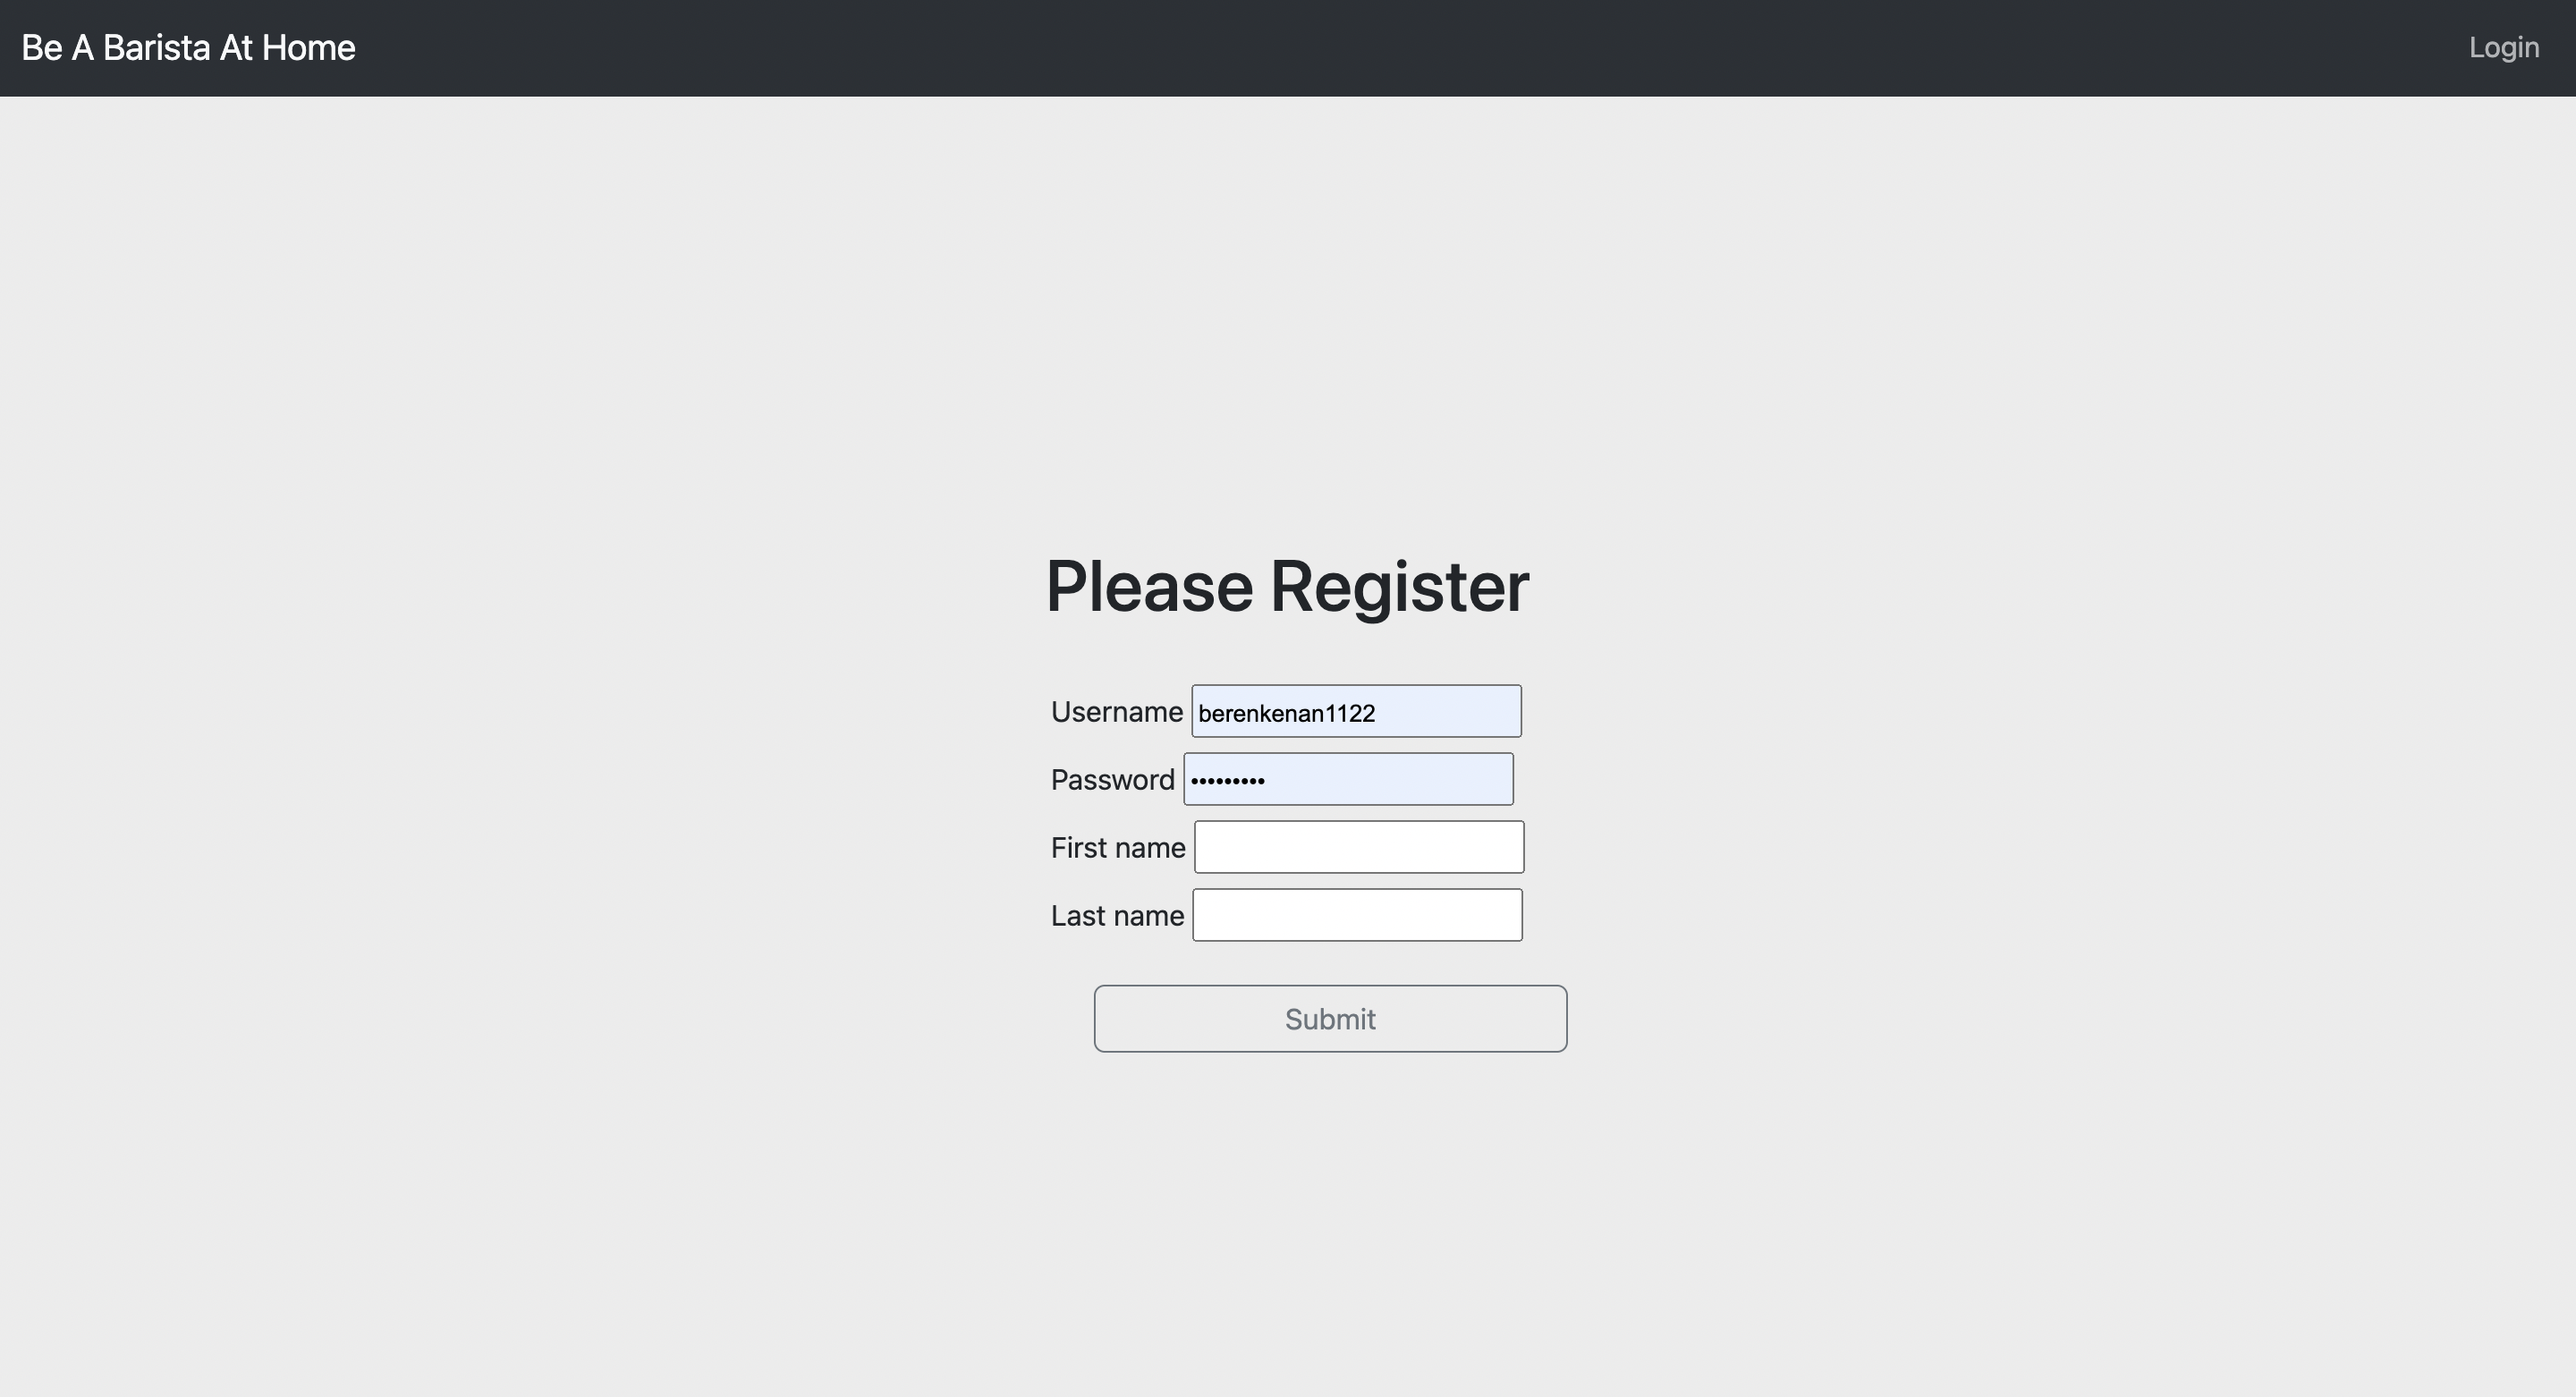 Be A Barista At Home
Login
Please Register
Username berenkenan1122
Password •••••••••
First name
Last name
Submit